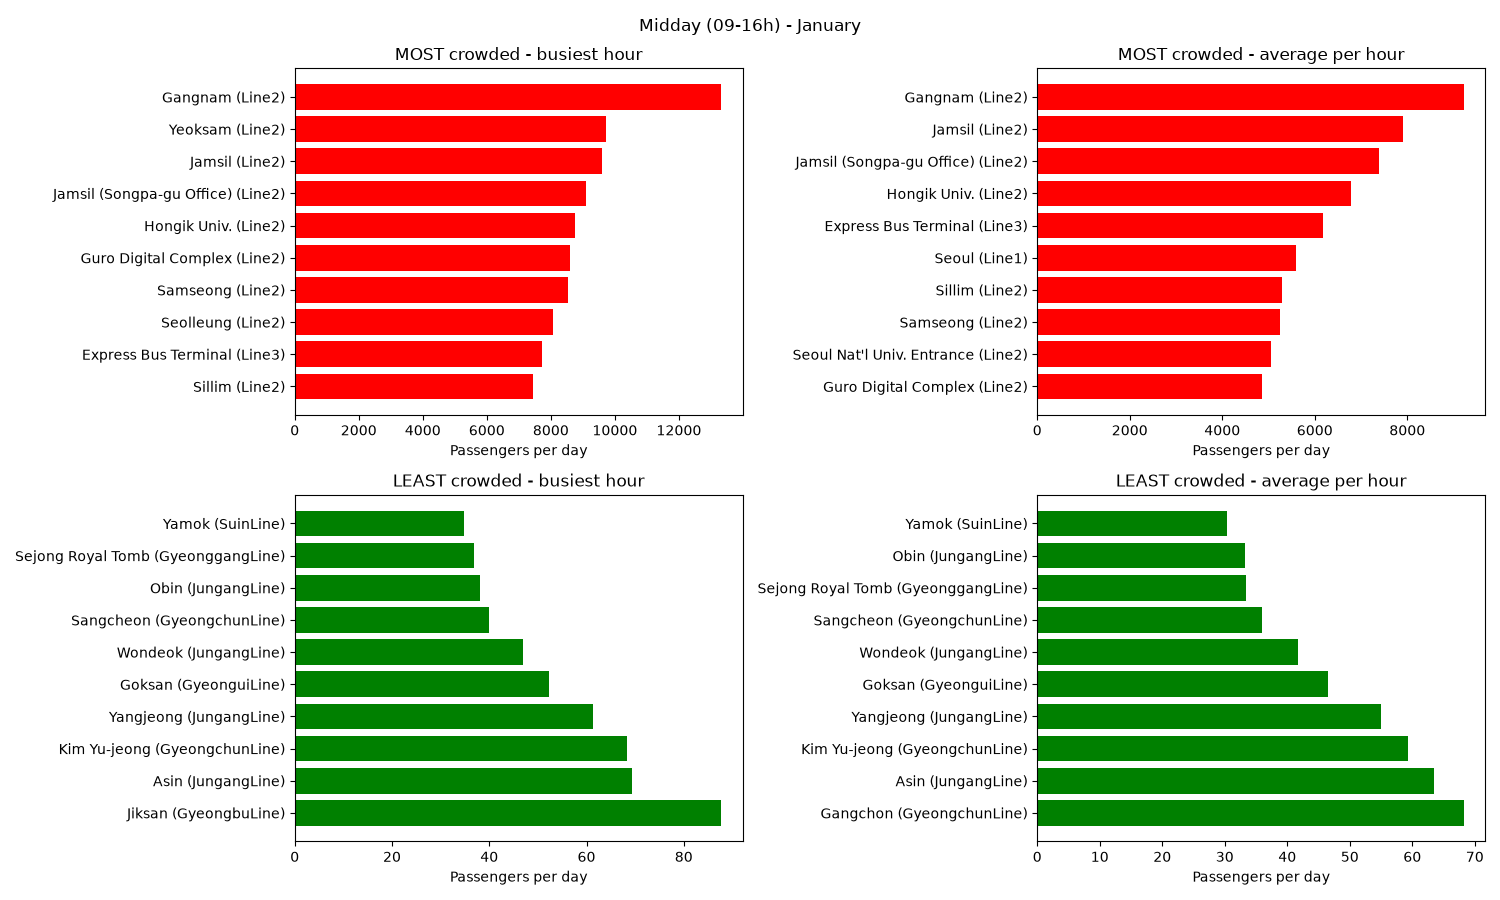 Midday (09-16h) - January
MOST crowded - busiest hour
Gangnam (Line2)
Yeoksam (Line2)
Jamsil (Line2)
Jamsil (Songpa-gu Office) (Line2)
Hongik Univ. (Line2)
Guro Digital Complex (Line2)
Samseong (Line2)
Seolleung (Line2)
Express Bus Terminal (Line3)
Sillim (Line2)
0 2000 4000 6000 8000 10000 12000
Passengers per day
MOST crowded - average per hour
Gangnam (Line2)
Jamsil (Line2)
Jamsil (Songpa-gu Office) (Line2)
Hongik Univ. (Line2)
Express Bus Terminal (Line3)
Seoul (Line1)
Sillim (Line2)
Samseong (Line2)
Seoul Nat'l Univ. Entrance (Line2)
Guro Digital Complex (Line2)
0 2000 4000 6000 8000
Passengers per day
LEAST crowded - busiest hour
Yamok (SuinLine)
Sejong Royal Tomb (GyeonggangLine)
Obin (JungangLine)
Sangcheon (GyeongchunLine)
Wondeok (JungangLine)
Goksan (GyeonguiLine)
Yangjeong (JungangLine)
Kim Yu-jeong (GyeongchunLine)
Asin (JungangLine)
Jiksan (GyeongbuLine)
0 20 40 60 80
Passengers per day
LEAST crowded - average per hour
Yamok (SuinLine)
Obin (JungangLine)
Sejong Royal Tomb (GyeonggangLine)
Sangcheon (GyeongchunLine)
Wondeok (JungangLine)
Goksan (GyeonguiLine)
Yangjeong (JungangLine)
Kim Yu-jeong (GyeongchunLine)
Asin (JungangLine)
Gangchon (GyeongchunLine)
0 10 20 30 40 50 60 70
Passengers per day